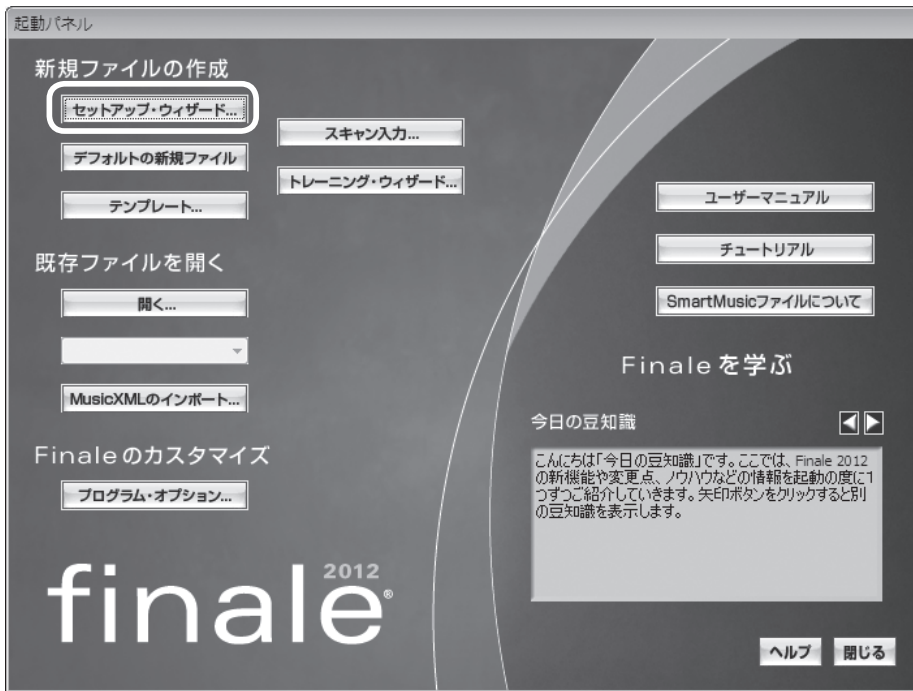 起動パネル
新規ファイルの作成
セットアップ・ウィザード...
デフォルトの新規ファイル
テンプレート...
スキャン入力...
トレーニング・ウィザード...
既存ファイルを開く
開く...
MusicXMLのインポート...
Finaleのカスタマイズ
プログラム・オプション...
finale®
2012
ユーザーマニュアル
チュートリアル
SmartMusicファイルについて
Finaleを学ぶ
今日の豆知識
こんにちは「今日の豆知識」です。ここでは、Finale 2012
の新機能や変更点、ノウハウなどの情報を起動の度に1
つずつご紹介していきます。矢印ボタンをクリックすると別
の豆知識を表示します。
ヘルプ
閉じる